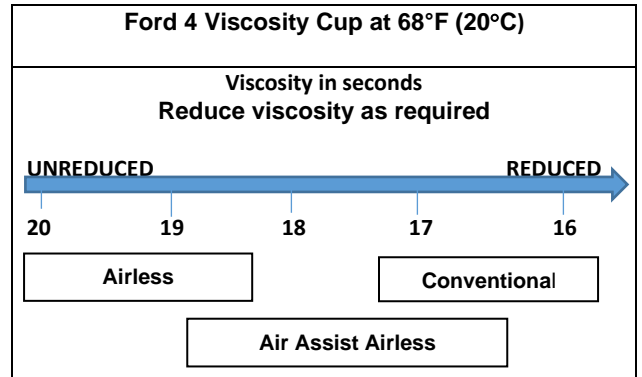 Ford 4 Viscosity Cup at 68°F (20°C)
Viscosity in seconds
Reduce viscosity as required
UNREDUCED REDUCED
20 19 18 17 16
Airless Conventional
Air Assist Airless